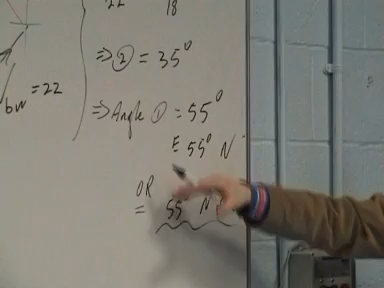 22 18
⇒ ② = 35°
bw = 22
⇒ Angle ① = 55°
E 55° N
OR
= 55 N